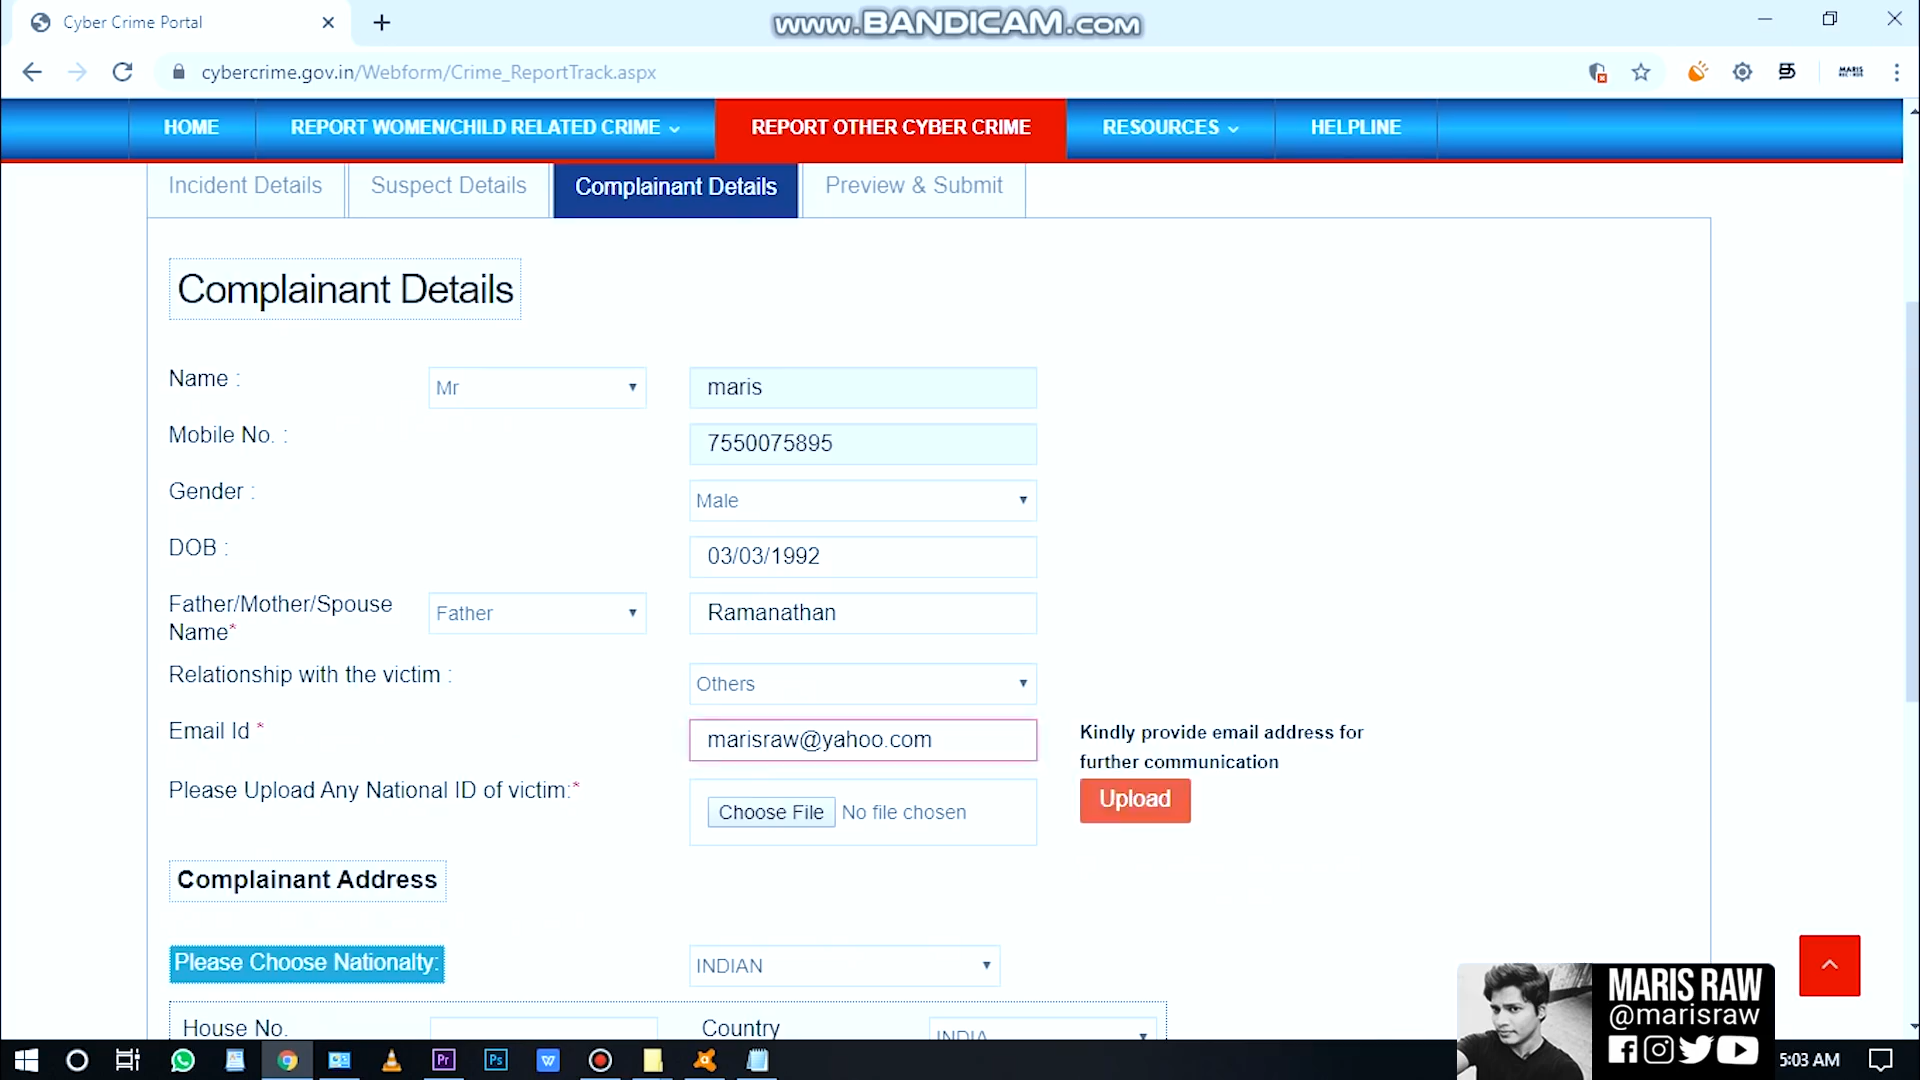 Cyber Crime Portal
www.BANDICAM.com
cybercrime.gov.in/Webform/Crime_ReportTrack.aspx
MARIS
HOME
REPORT WOMEN/CHILD RELATED CRIME
REPORT OTHER CYBER CRIME
RESOURCES
HELPLINE
Incident Details
Suspect Details
Complainant Details
Preview & Submit
Complainant Details
Name :
Mr
maris
Mobile No. :
7550075895
Gender :
Male
DOB :
03/03/1992
Father/Mother/Spouse
Name*
Father
Ramanathan
Relationship with the victim :
Others
Email Id *
marisraw@yahoo.com
Kindly provide email address for
further communication
Please Upload Any National ID of victim:*
Choose File No file chosen
Upload
Complainant Address
Please Choose Nationalty:
INDIAN
House No.
Country
INDIA
MARIS RAW
@marisraw
Pr
Ps
W
5:03 AM